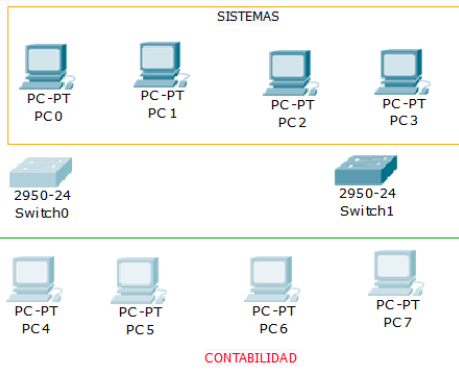 SISTEMAS
PC-PT
PC0
PC-PT
PC1
PC-PT
PC2
PC-PT
PC3
2950-24
Switch0
2950-24
Switch1
PC-PT
PC4
PC-PT
PC5
PC-PT
PC6
PC-PT
PC7
CONTABILIDAD